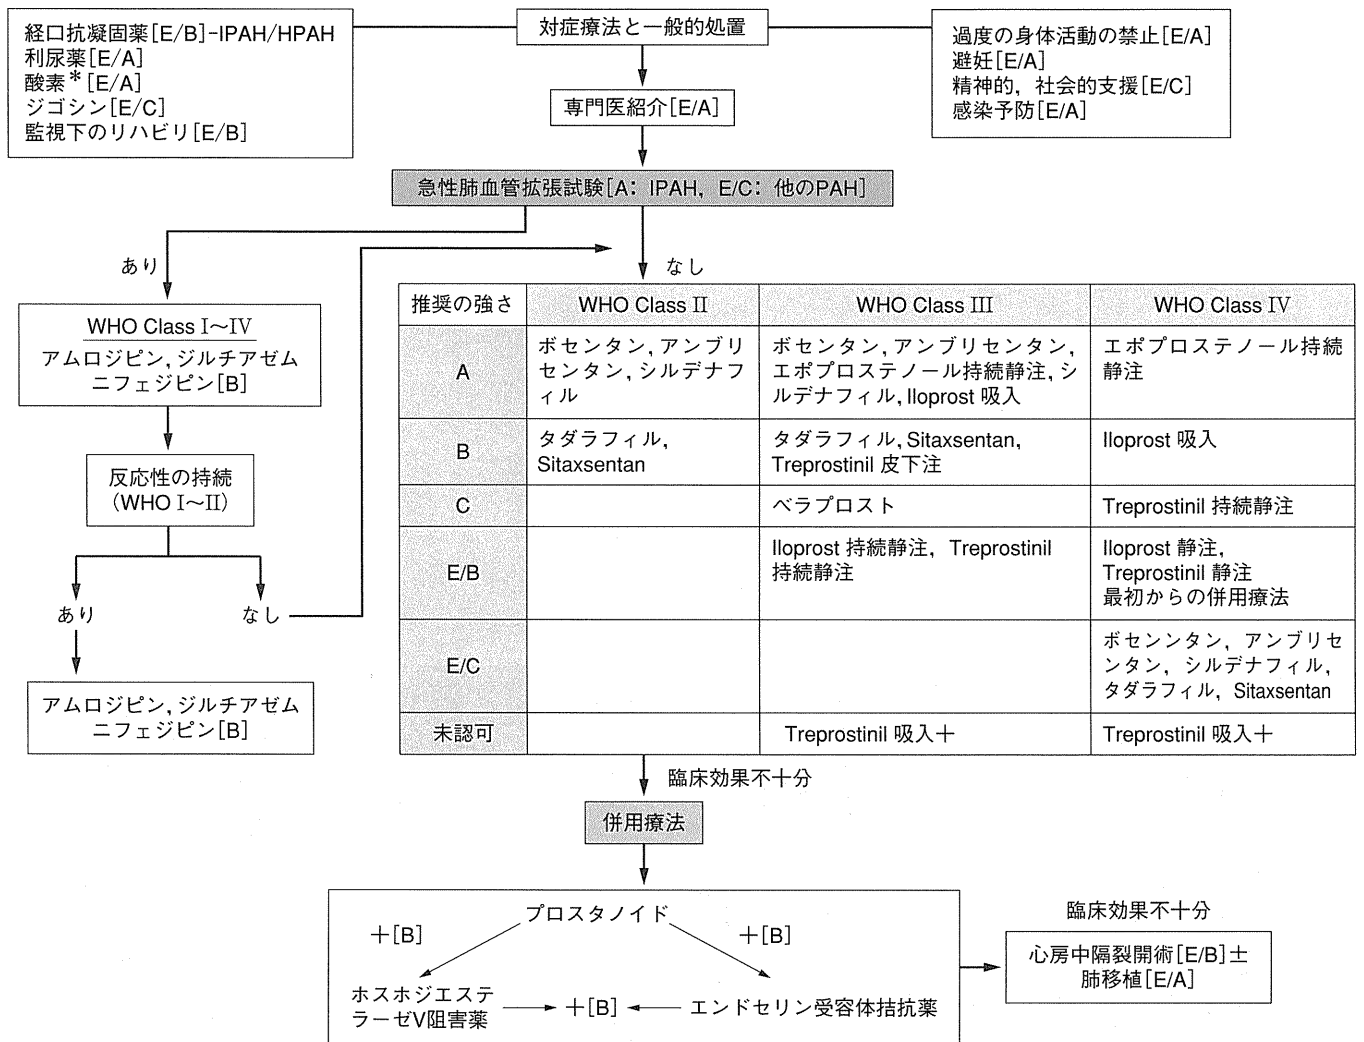 経口抗凝固薬[E/B]-IPAH/HPAH
利尿薬[E/A]
酸素*[E/A]
ジゴシン[E/C]
監視下のリハビリ[E/B]
対症療法と一般的処置
過度の身体活動の禁止[E/A]
避妊[E/A]
精神的，社会的支援[E/C]
感染予防[E/A]
専門医紹介[E/A]
急性肺血管拡張試験[A：IPAH，E/C：他のPAH]
あり
なし
WHO Class Ⅰ～Ⅳ
アムロジピン，ジルチアゼム
ニフェジピン[B]
反応性の持続
（WHO Ⅰ～Ⅱ）
あり
なし
アムロジピン，ジルチアゼム
ニフェジピン[B]
推奨の強さ
WHO Class Ⅱ
WHO Class Ⅲ
WHO Class Ⅳ
A
ボセンタン，アンブリ
センタン，シルデナフ
ィル
ボセンタン，アンブリセンタン，
エポプロステノール持続静注，シ
ルデナフィル，Iloprost 吸入
エポプロステノール持続
静注
B
タダラフィル，
Sitaxsentan
タダラフィル，Sitaxsentan，
Treprostinil 皮下注
Iloprost 吸入
C
ベラプロスト
Treprostinil 持続静注
E/B
Iloprost 持続静注，Treprostinil
持続静注
Iloprost 静注，
Treprostinil 静注
最初からの併用療法
E/C
ボセンンタン，アンブリセ
ンタン，シルデナフィル，
タダラフィル，Sitaxsentan
未認可
Treprostinil 吸入＋
Treprostinil 吸入＋
臨床効果不十分
併用療法
プロスタノイド
＋[B]
＋[B]
ホスホジエステ
ラーゼV阻害薬
＋[B]
エンドセリン受容体拮抗薬
臨床効果不十分
心房中隔裂開術[E/B]±
肺移植[E/A]